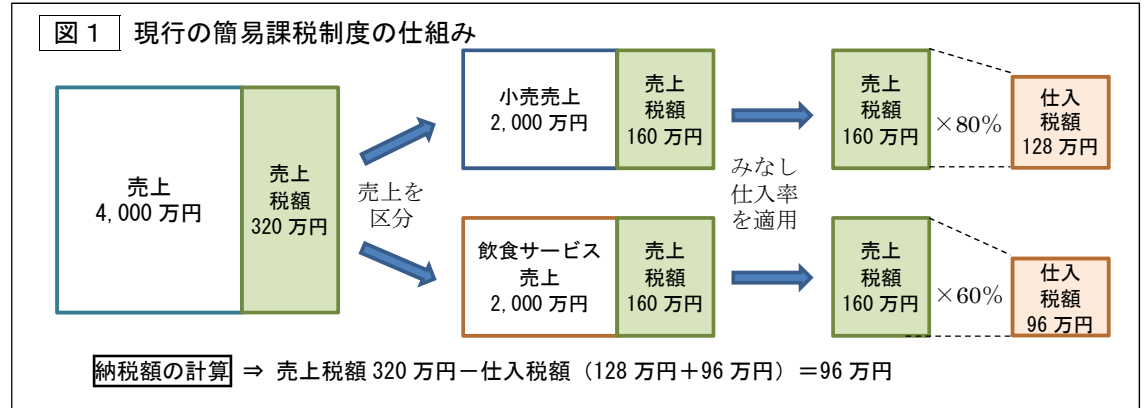 図1 現行の簡易課税制度の仕組み
売上
4,000 万円
売上
税額
320 万円
売上を
区分
小売売上
2,000 万円
売上
税額
160 万円
飲食サービス
売上
2,000 万円
売上
税額
160 万円
みなし
仕入率
を適用
売上
税額
160 万円
×80%
仕入
税額
128 万円
売上
税額
160 万円
×60%
仕入
税額
96 万円
納税額の計算 ⇒ 売上税額 320 万円－仕入税額（128 万円＋96 万円）＝96 万円